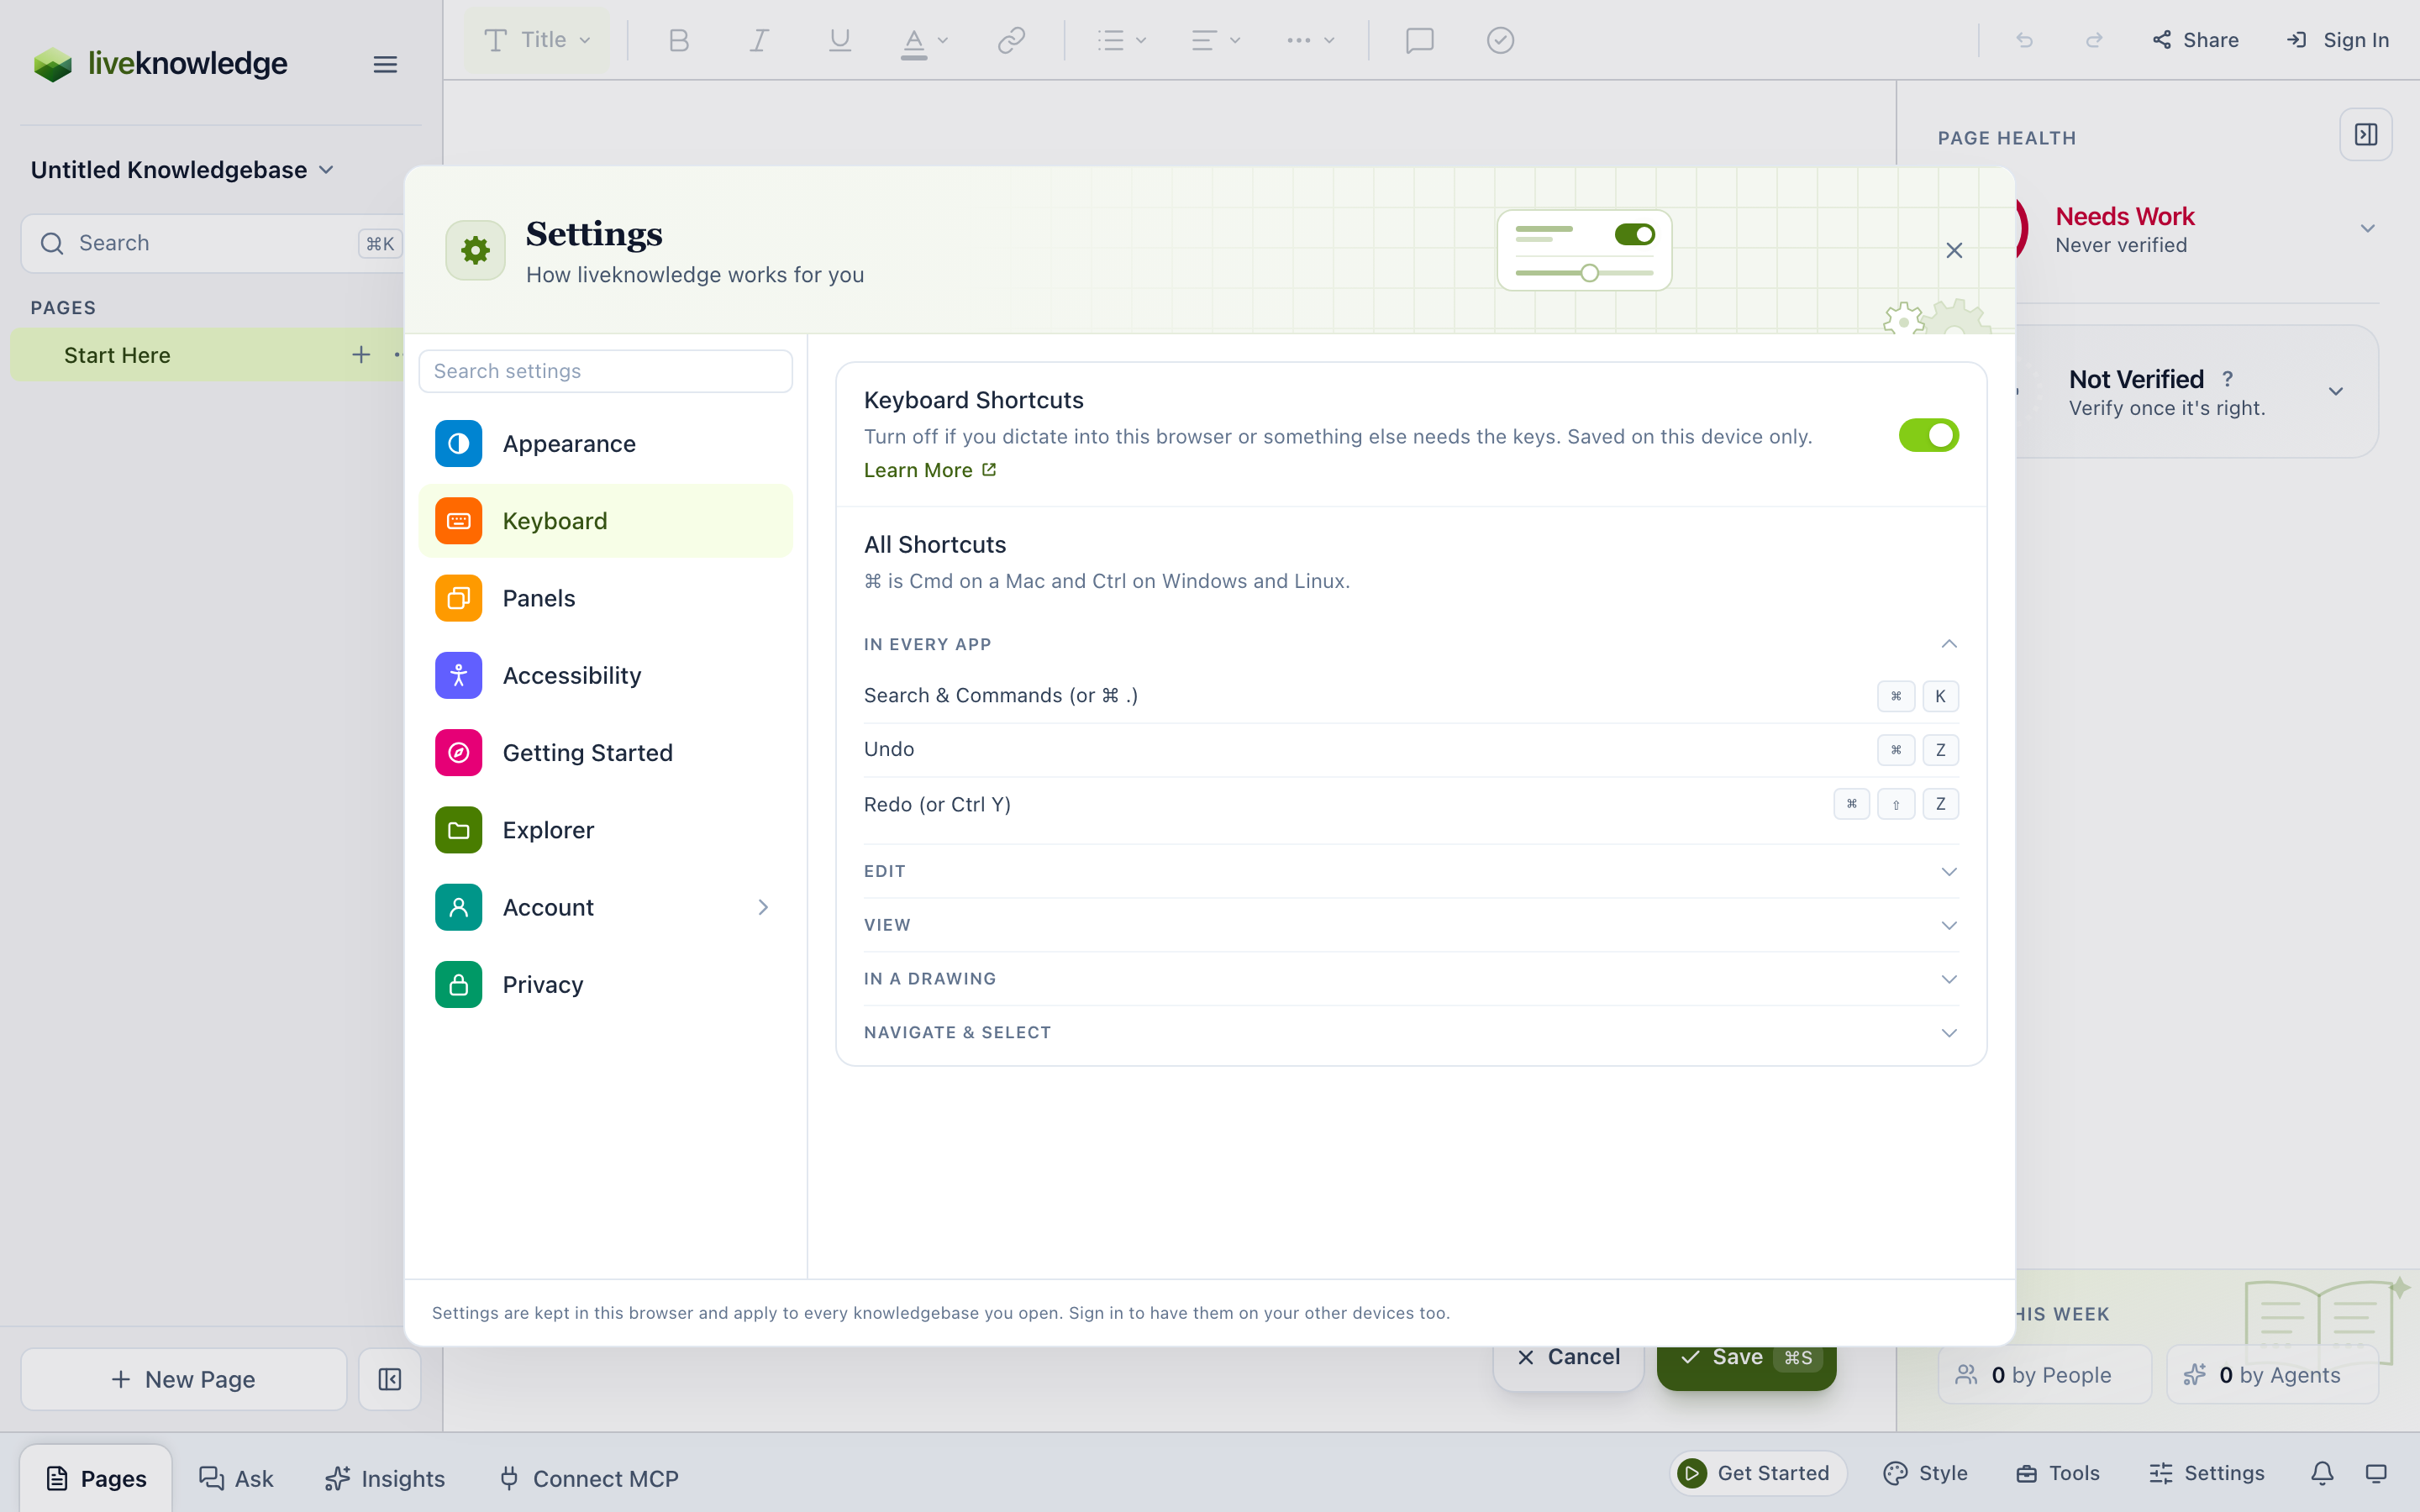 liveknowledge
Untitled Knowledgebase
Search ⌘K
PAGES
Start Here
New Page
Title
Share
Sign In
PAGE HEALTH
Needs Work
Never verified
Not Verified ?
Verify once it's right.
HIS WEEK
0 by People
0 by Agents
Settings
How liveknowledge works for you
Search settings
Appearance
Keyboard
Panels
Accessibility
Getting Started
Explorer
Account
Privacy
Keyboard Shortcuts
Turn off if you dictate into this browser or something else needs the keys. Saved on this device only.
Learn More
All Shortcuts
⌘ is Cmd on a Mac and Ctrl on Windows and Linux.
IN EVERY APP
Search & Commands (or ⌘ .) ⌘ K
Undo ⌘ Z
Redo (or Ctrl Y) ⌘ ⇧ Z
EDIT
VIEW
IN A DRAWING
NAVIGATE & SELECT
Settings are kept in this browser and apply to every knowledgebase you open. Sign in to have them on your other devices too.
Cancel
Save ⌘S
Pages
Ask
Insights
Connect MCP
Get Started
Style
Tools
Settings